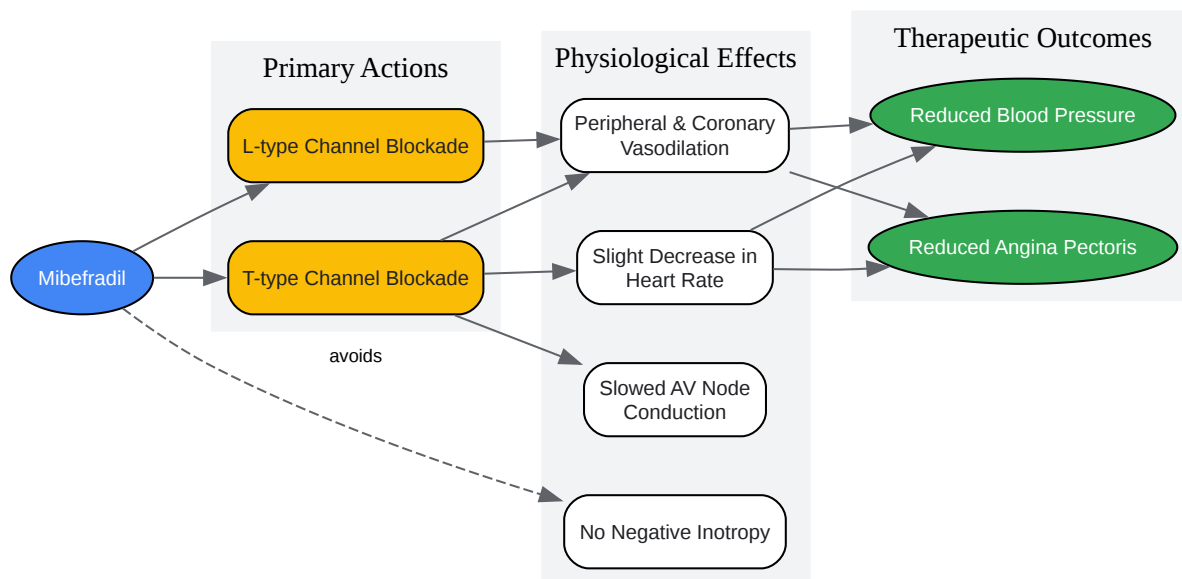 Primary Actions
Physiological Effects
Therapeutic Outcomes
Mibefradil
L-type Channel Blockade
T-type Channel Blockade
avoids
Peripheral & Coronary
Vasodilation
Slight Decrease in
Heart Rate
Slowed AV Node
Conduction
No Negative Inotropy
Reduced Blood Pressure
Reduced Angina Pectoris